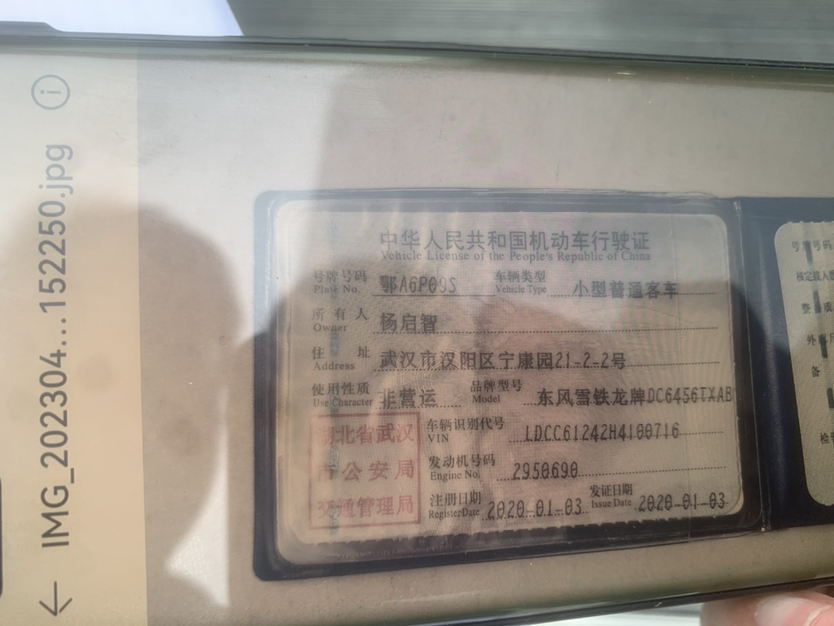 IMG_202304...152250.jpg
中华人民共和国机动车行驶证
Vehicle License of the People's Republic of China
号牌号码 鄂A6P09S 车辆类型 小型普通客车
Plate No. Vehicle Type
所有人 杨启智
Owner
住址 武汉市汉阳区宁康园21-2-2号
Address
使用性质 非营运 品牌型号 东风雪铁龙牌DC6456TXAB
Use Character Model
车辆识别代号 LDCC61242H4100716
VIN
发动机号码 2950690
Engine No.
注册日期 2020-01-03 发证日期 2020-01-03
Register Date Issue Date
湖北省武汉
市公安局
交通管理局
号牌号码